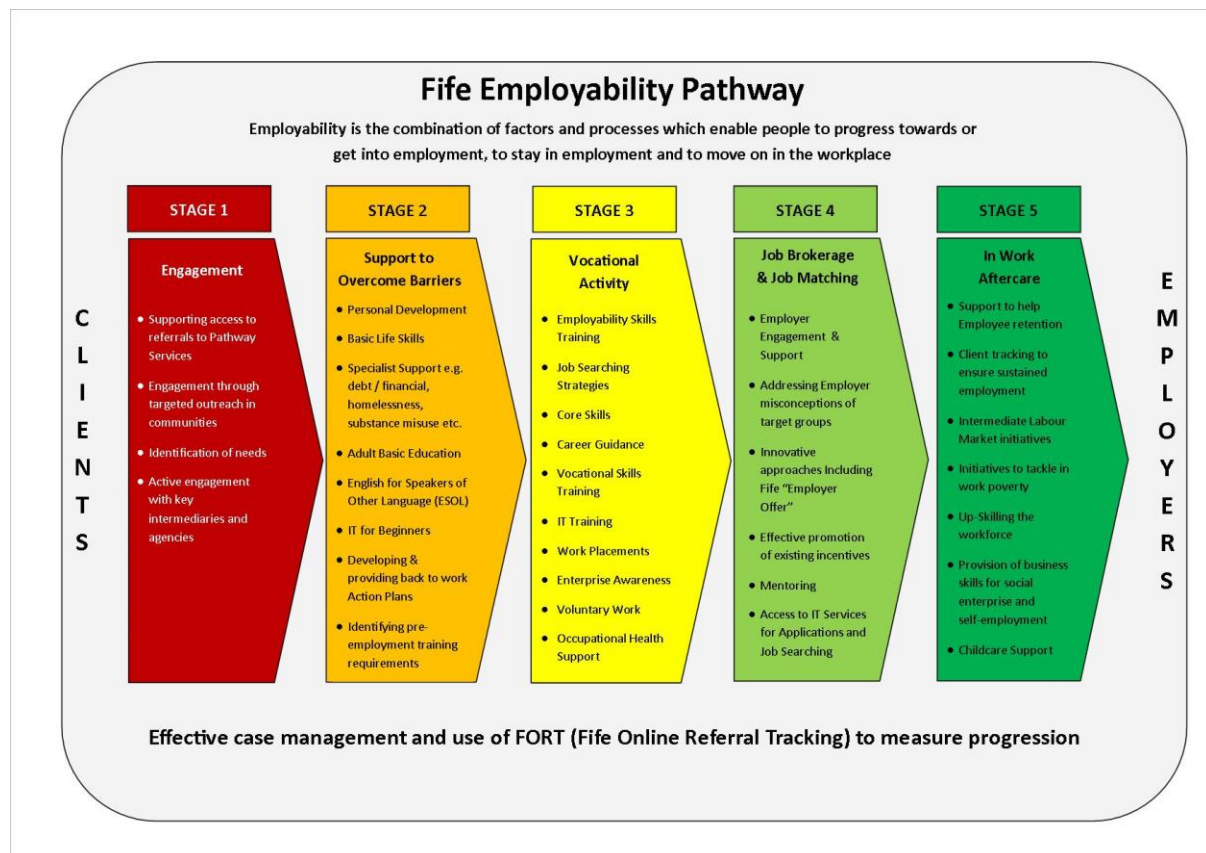 Fife Employability Pathway
Employability is the combination of factors and processes which enable people to progress towards or
get into employment, to stay in employment and to move on in the workplace
CLIENTS
STAGE 1
Engagement
● Supporting access to
referrals to Pathway
Services
● Engagement through
targeted outreach in
communities
● Identification of needs
● Active engagement
with key
intermediaries and
agencies
STAGE 2
Support to
Overcome Barriers
● Personal Development
● Basic Life Skills
● Specialist Support e.g.
debt / financial,
homelessness,
substance misuse etc.
● Adult Basic Education
● English for Speakers of
Other Language (ESOL)
● IT for Beginners
● Developing &
providing back to work
Action Plans
● Identifying pre-
employment training
requirements
STAGE 3
Vocational
Activity
● Employability Skills
Training
● Job Searching
Strategies
● Core Skills
● Career Guidance
● Vocational Skills
Training
● IT Training
● Work Placements
● Enterprise Awareness
● Voluntary Work
● Occupational Health
Support
STAGE 4
Job Brokerage
& Job Matching
● Employer
Engagement & Support
● Addressing Employer
misconceptions of
target groups
● Innovative
approaches Including
Fife “Employer
Offer”
● Effective promotion
of existing incentives
● Mentoring
● Access to IT Services
for Applications and
Job Searching
STAGE 5
In Work
Aftercare
● Support to help
Employee retention
● Client tracking to
ensure sustained
employment
● Intermediate Labour
Market initiatives
● Initiatives to tackle in
work poverty
● Up-Skilling the
workforce
● Provision of business
skills for social
enterprise and
self-employment
● Childcare Support
EMPLOYERS
Effective case management and use of FORT (Fife Online Referral Tracking) to measure progression